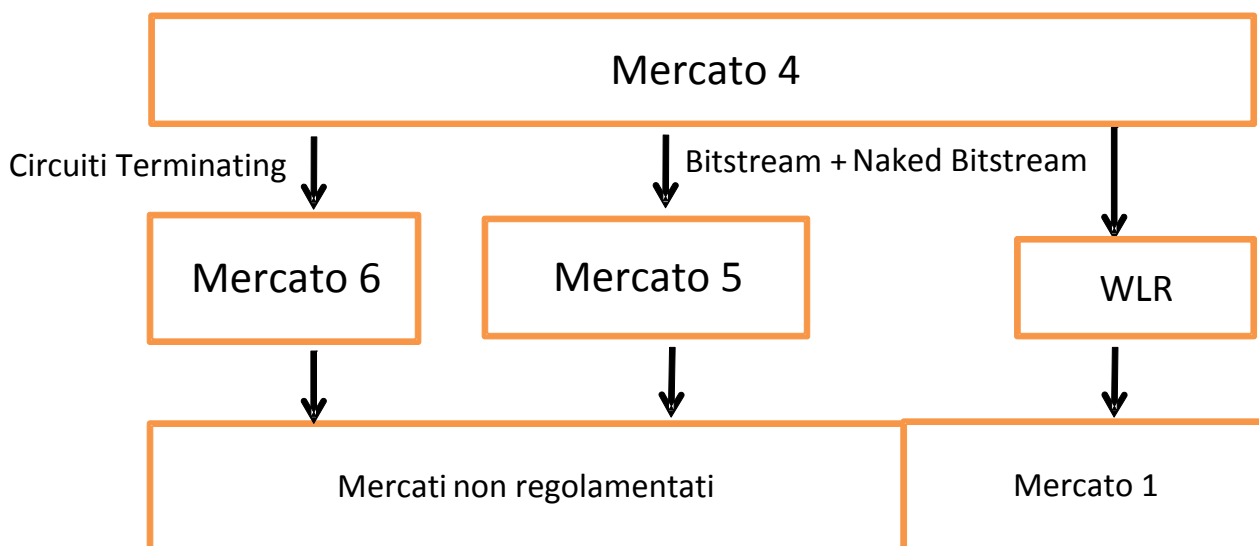 Mercato 4
Circuiti Terminating
Bitstream + Naked Bitstream
Mercato 6
Mercato 5
WLR
Mercati non regolamentati
Mercato 1